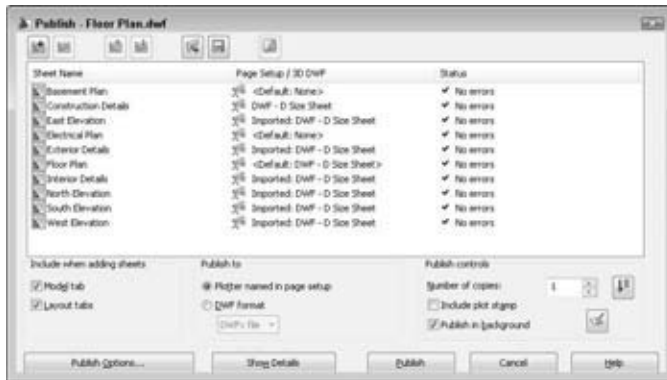 Publish - Floor Plan.dwf
Sheet Name Page Setup / 3D DWF Status
Basement Plan <Default: None> No errors
Construction Details DWF - D Size Sheet No errors
East Elevation Imported: DWF - D Size Sheet No errors
Electrical Plan <Default: None> No errors
Exterior Details Imported: DWF - D Size Sheet No errors
Floor Plan <Default: DWF - D Size Sheet> No errors
Interior Details Imported: DWF - D Size Sheet No errors
North Elevation Imported: DWF - D Size Sheet No errors
South Elevation Imported: DWF - D Size Sheet No errors
West Elevation Imported: DWF - D Size Sheet No errors
Include when adding sheets Publish to Publish controls
Model tab Plotter named in page setup Number of copies: 1
Layout tabs DWF format Include plot stamp
file Publish in background
Publish Options... Show Details Publish Cancel Help